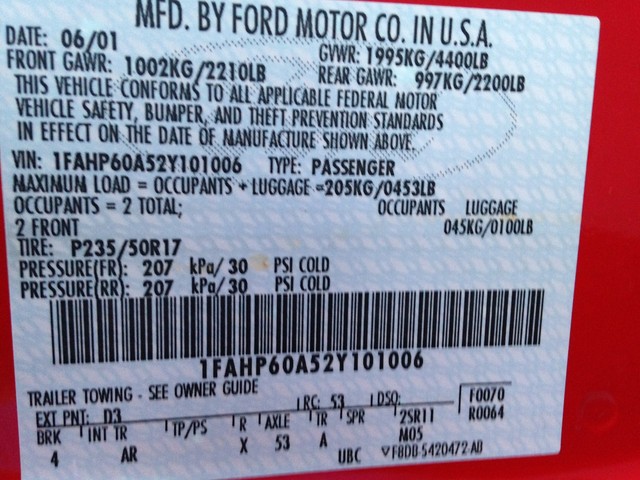 MFD. BY FORD MOTOR CO. IN U.S.A.
DATE: 06/01 GVWR: 1995KG/4400LB
FRONT GAWR: 1002KG/2210LB REAR GAWR: 997KG/2200LB
THIS VEHICLE CONFORMS TO ALL APPLICABLE FEDERAL MOTOR
VEHICLE SAFETY, BUMPER, AND THEFT PREVENTION STANDARDS
IN EFFECT ON THE DATE OF MANUFACTURE SHOWN ABOVE.
VIN: 1FAHP60A52Y101006 TYPE: PASSENGER
MAXIMUM LOAD = OCCUPANTS + LUGGAGE =205KG/0453LB
OCCUPANTS = 2 TOTAL; OCCUPANTS LUGGAGE
2 FRONT 045KG/0100LB
TIRE: P235/50R17
PRESSURE(FR): 207 kPa/ 30 PSI COLD
PRESSURE(RR): 207 kPa/ 30 PSI COLD
1FAHP60A52Y101006
TRAILER TOWING - SEE OWNER GUIDE
EXT PNT: D3 RC: 53 DSO: F0070
BRK INT TR TP/PS R AXLE TR SPR 2SR11 R0064
4 AR X 53 A UBC M05
▽F8DB-5420472-AD